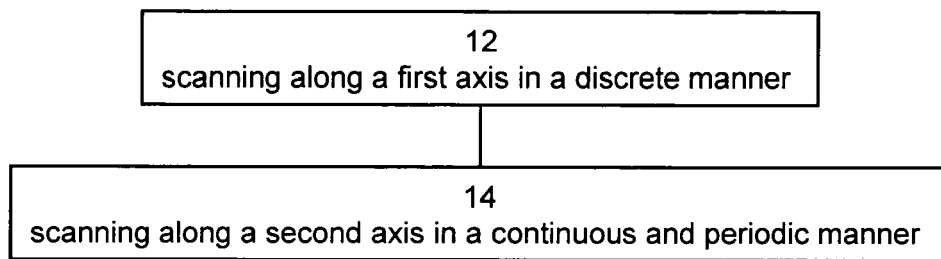 12
scanning along a first axis in a discrete manner
14
scanning along a second axis in a continuous and periodic manner